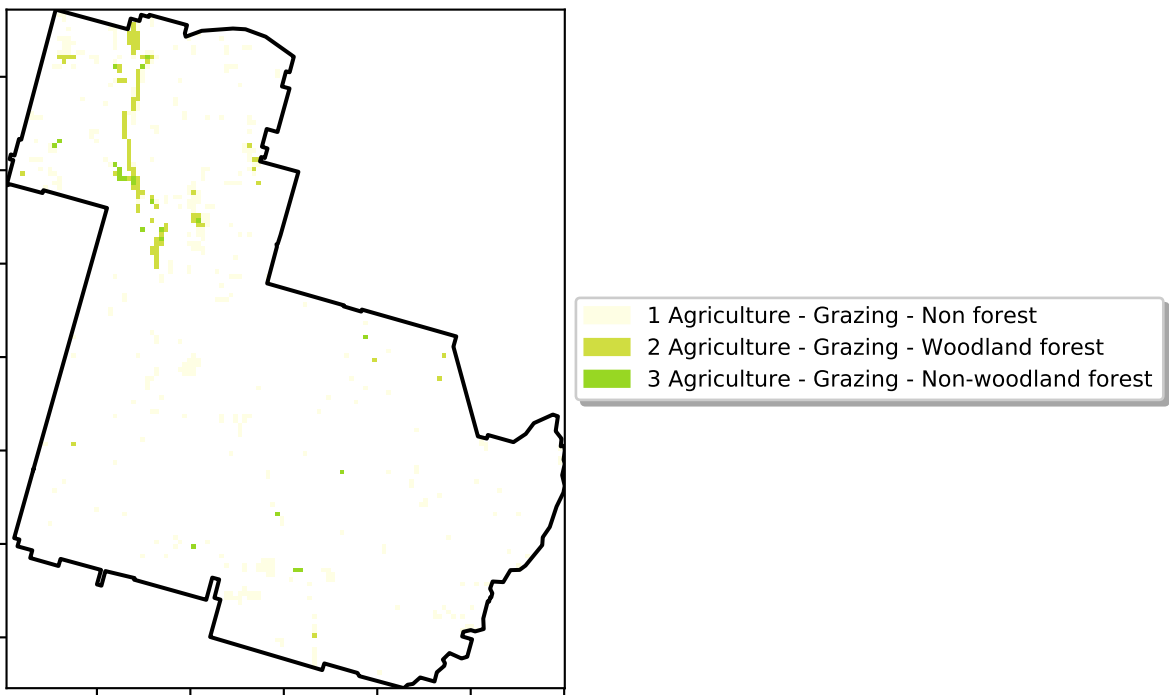 1 Agriculture - Grazing - Non forest
2 Agriculture - Grazing - Woodland forest
3 Agriculture - Grazing - Non-woodland forest